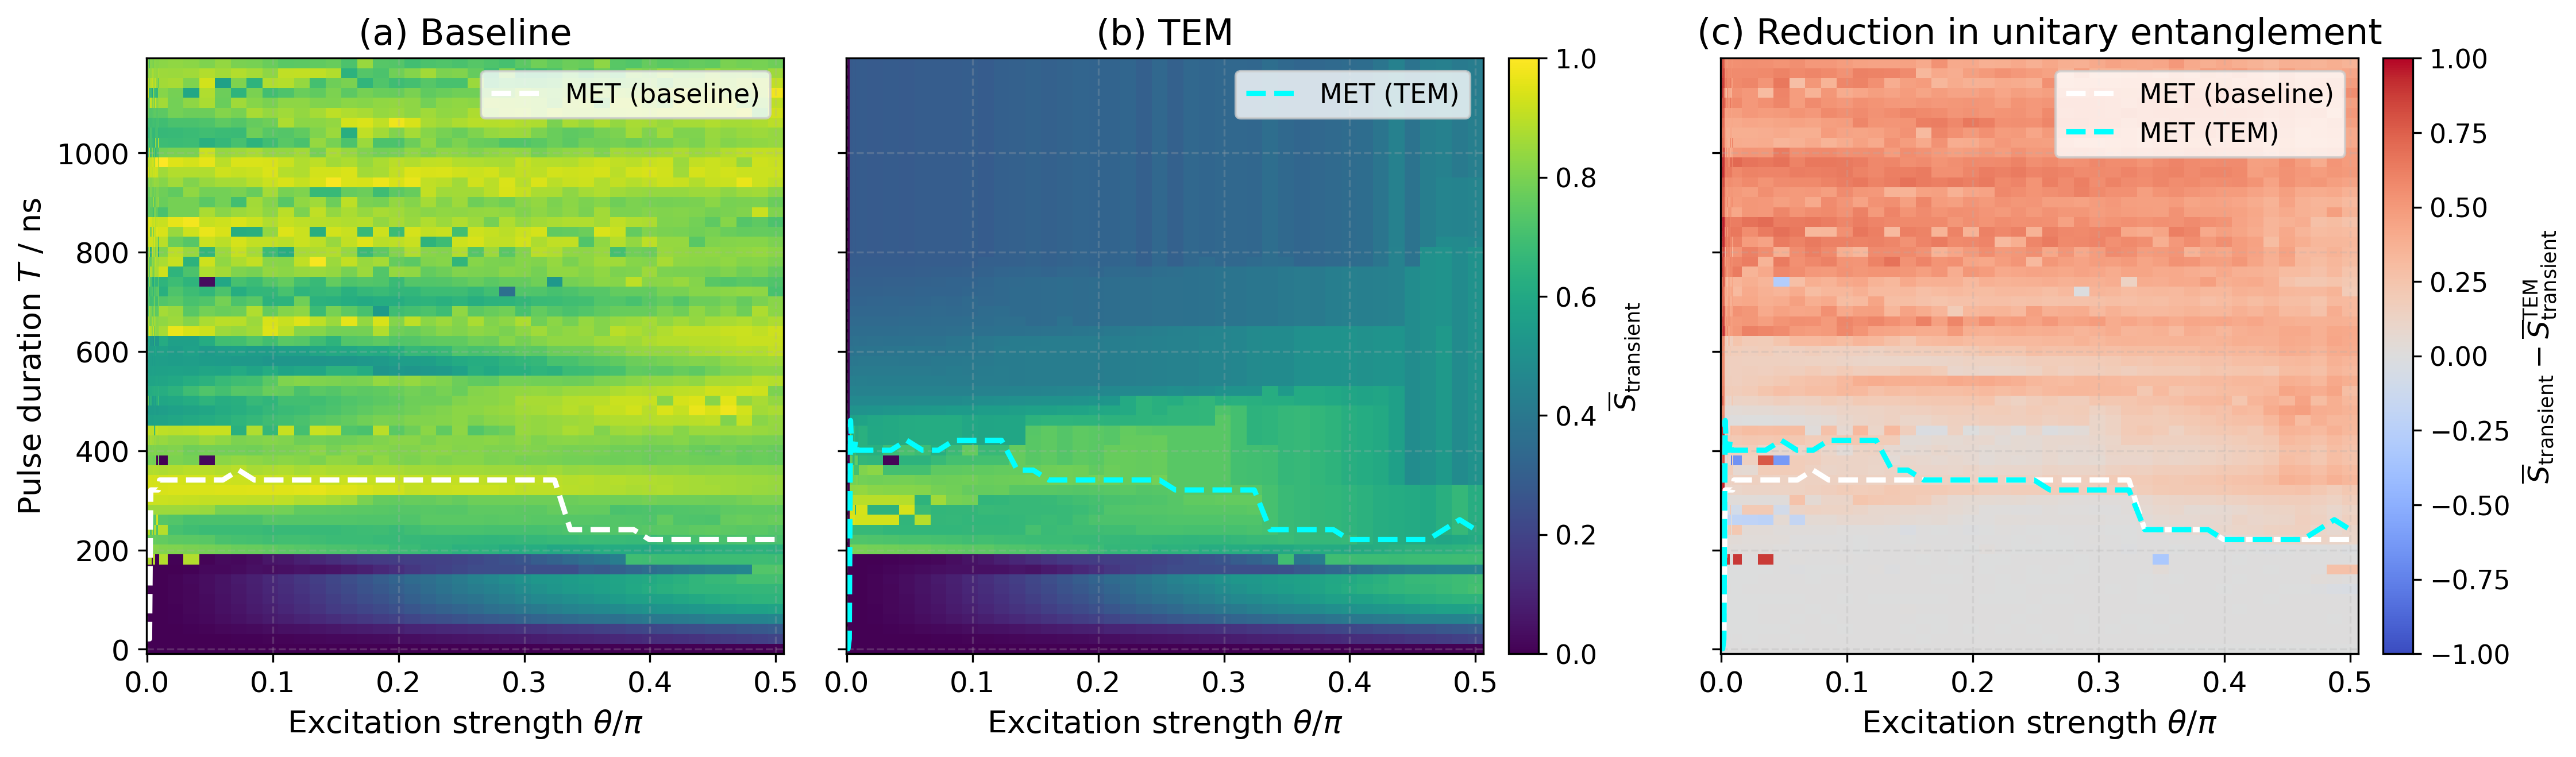 (a) Baseline
MET (baseline)
Pulse duration T / ns
1000
800
600
400
200
0
0.0 0.1 0.2 0.3 0.4 0.5
Excitation strength θ/π
(b) TEM
MET (TEM)
0.0 0.1 0.2 0.3 0.4 0.5
Excitation strength θ/π
1.0
0.8
0.6
0.4
0.2
0.0
S̅transient
(c) Reduction in unitary entanglement
MET (baseline)
MET (TEM)
0.0 0.1 0.2 0.3 0.4 0.5
Excitation strength θ/π
1.00
0.75
0.50
0.25
0.00
−0.25
−0.50
−0.75
−1.00
S̅transient − S̅TEMtransient